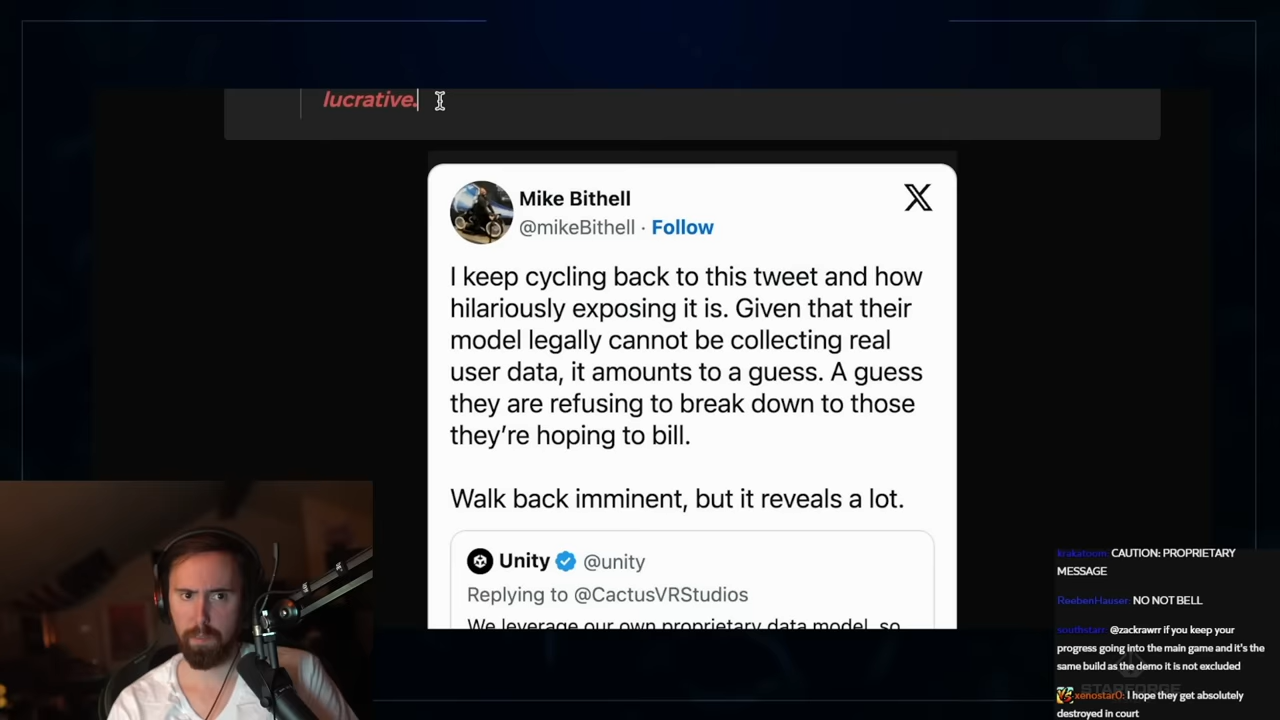 lucrative.
Mike Bithell
@mikeBithell · Follow
I keep cycling back to this tweet and how
hilariously exposing it is. Given that their
model legally cannot be collecting real
user data, it amounts to a guess. A guess
they are refusing to break down to those
they’re hoping to bill.
Walk back imminent, but it reveals a lot.
Unity @unity
Replying to @CactusVRStudios
We leverage our own proprietary data model, so
krakatoom: CAUTION: PROPRIETARY
MESSAGE
ReebenHauser: NO NOT BELL
southstarr: @zackrawrr if you keep your
progress going into the main game and it's the
same build as the demo it is not excluded
STARFORGE
xenostar0: I hope they get absolutely
destroyed in court